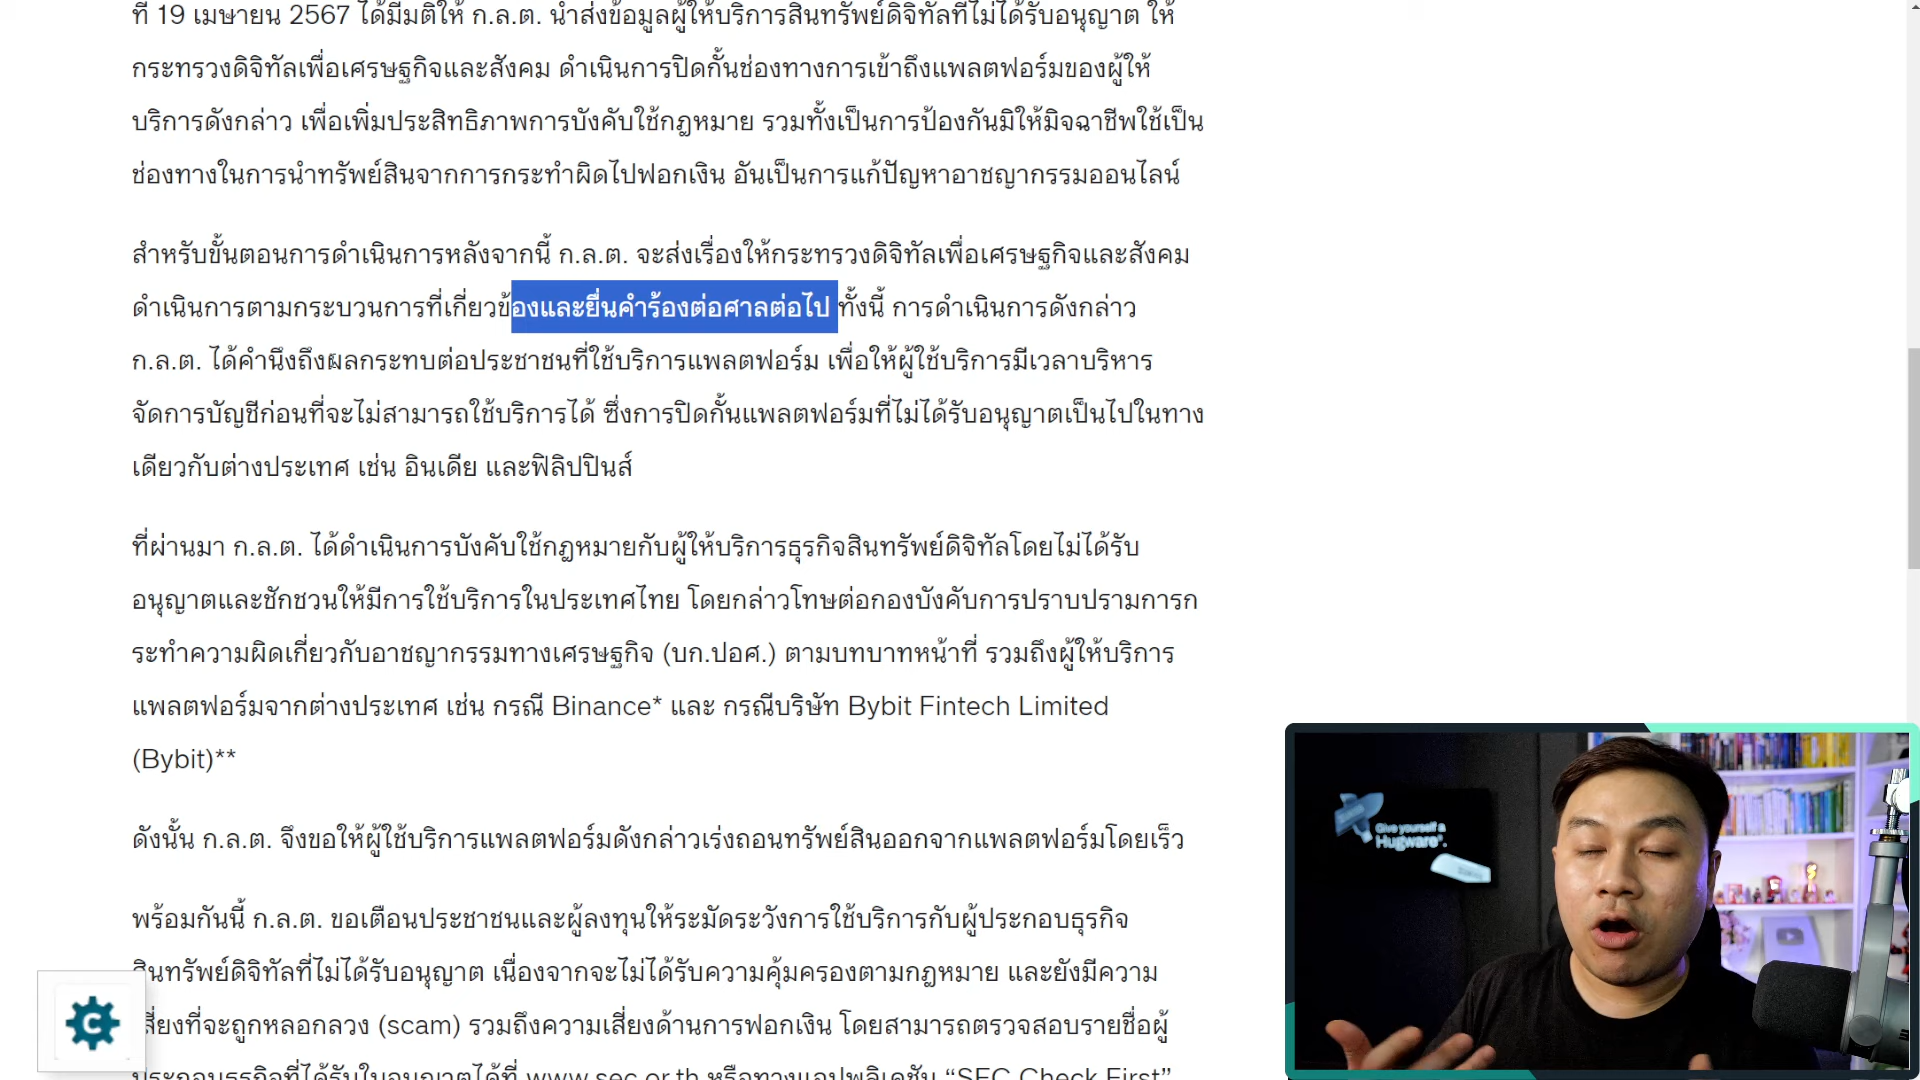 ที่ 19 เมษายน 2567 ได้มีมติให้ ก.ล.ต. นำส่งข้อมูลผู้ให้บริการสินทรัพย์ดิจิทัลที่ไม่ได้รับอนุญาต ให้
กระทรวงดิจิทัลเพื่อเศรษฐกิจและสังคม ดำเนินการปิดกั้นช่องทางการเข้าถึงแพลตฟอร์มของผู้ให้
บริการดังกล่าว เพื่อเพิ่มประสิทธิภาพการบังคับใช้กฎหมาย รวมทั้งเป็นการป้องกันมิให้มิจฉาชีพใช้เป็น
ช่องทางในการนำทรัพย์สินจากการกระทำผิดไปฟอกเงิน อันเป็นการแก้ปัญหาอาชญากรรมออนไลน์
สำหรับขั้นตอนการดำเนินการหลังจากนี้ ก.ล.ต. จะส่งเรื่องให้กระทรวงดิจิทัลเพื่อเศรษฐกิจและสังคม
ดำเนินการตามกระบวนการที่เกี่ยวข้องและยื่นคำร้องต่อศาลต่อไป ทั้งนี้ การดำเนินการดังกล่าว
ก.ล.ต. ได้คำนึงถึงผลกระทบต่อประชาชนที่ใช้บริการแพลตฟอร์ม เพื่อให้ผู้ใช้บริการมีเวลาบริหาร
จัดการบัญชีก่อนที่จะไม่สามารถใช้บริการได้ ซึ่งการปิดกั้นแพลตฟอร์มที่ไม่ได้รับอนุญาตเป็นไปในทาง
เดียวกับต่างประเทศ เช่น อินเดีย และฟิลิปปินส์
ที่ผ่านมา ก.ล.ต. ได้ดำเนินการบังคับใช้กฎหมายกับผู้ให้บริการธุรกิจสินทรัพย์ดิจิทัลโดยไม่ได้รับ
อนุญาตและชักชวนให้มีการใช้บริการในประเทศไทย โดยกล่าวโทษต่อกองบังคับการปราบปรามการก
ระทำความผิดเกี่ยวกับอาชญากรรมทางเศรษฐกิจ (บก.ปอศ.) ตามบทบาทหน้าที่ รวมถึงผู้ให้บริการ
แพลตฟอร์มจากต่างประเทศ เช่น กรณี Binance* และ กรณีบริษัท Bybit Fintech Limited
(Bybit)**
ดังนั้น ก.ล.ต. จึงขอให้ผู้ใช้บริการแพลตฟอร์มดังกล่าวเร่งถอนทรัพย์สินออกจากแพลตฟอร์มโดยเร็ว
พร้อมกันนี้ ก.ล.ต. ขอเตือนประชาชนและผู้ลงทุนให้ระมัดระวังการใช้บริการกับผู้ประกอบธุรกิจ
สินทรัพย์ดิจิทัลที่ไม่ได้รับอนุญาต เนื่องจากจะไม่ได้รับความคุ้มครองตามกฎหมาย และยังมีความ
เสี่ยงที่จะถูกหลอกลวง (scam) รวมถึงความเสี่ยงด้านการฟอกเงิน โดยสามารถตรวจสอบรายชื่อผู้
ประกอบธุรกิจที่ได้รับใบอนุญาตได้ที่ www.sec.or.th หรือทางแอปพลิเคชัน “SEC Check First”
Give yourself a
Hugware®.